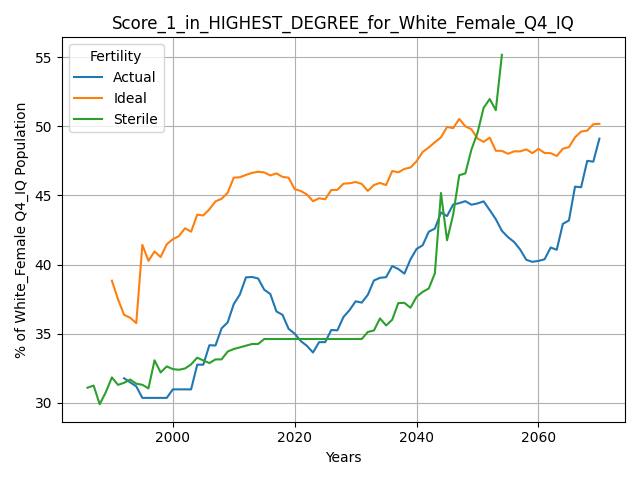 Score_1_in_HIGHEST_DEGREE_for_White_Female_Q4_IQ
Fertility
Actual
Ideal
Sterile
% of White_Female Q4_IQ Population
55
50
45
40
35
30
2000
2020
2040
2060
Years